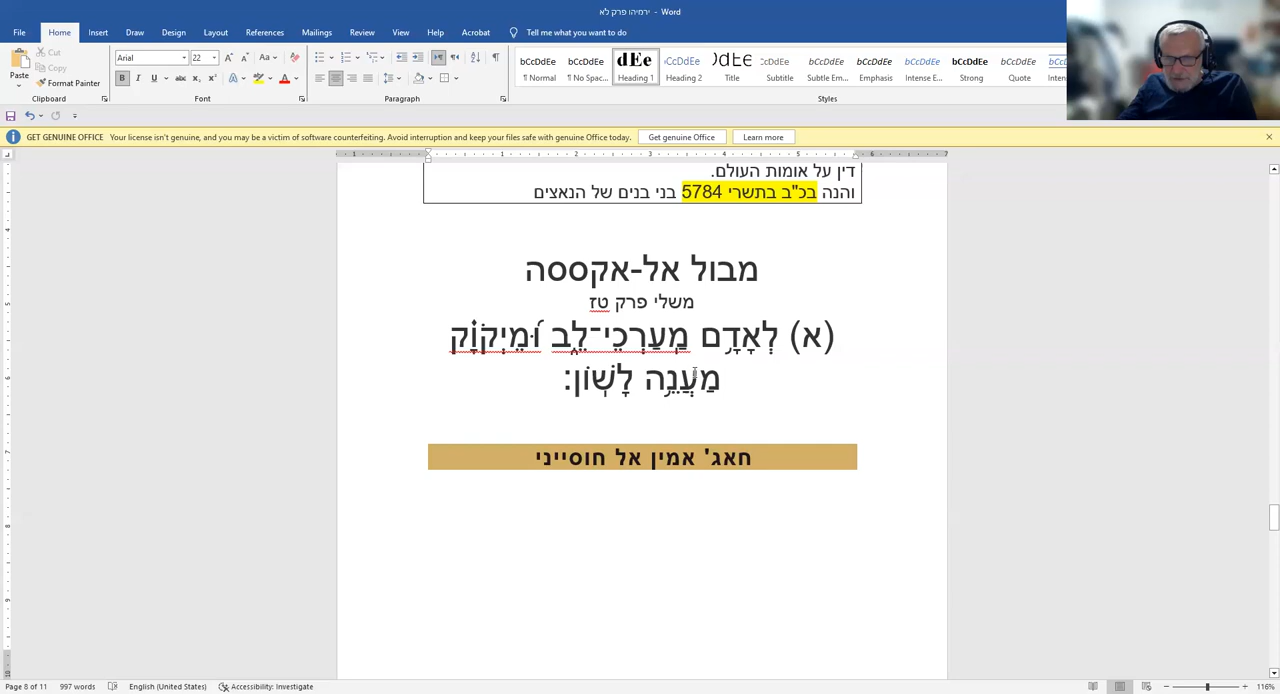 ירמיהו פרק לא - Word
File Home Insert Draw Design Layout References Mailings Review View Help Acrobat Tell me what you want to do
Paste Cut Copy Format Painter
Arial 22
Clipboard Font Paragraph Styles
AaBbCcDdEe
¶ Normal ¶ No Spac... Heading 1 Heading 2 Title Subtitle Subtle Em... Emphasis Intense E... Strong Quote
GET GENUINE OFFICE Your license isn't genuine, and you may be a victim of software counterfeiting. Avoid interruption and keep your files safe with genuine Office today. Get genuine Office Learn more
דין על אומות העולם.
והנה בכ"ב בתשרי 5784 בני בנים של הנאצים
מבול אל-אקססה
משלי פרק טז
(א) לְאָדָ֥ם מַֽעַרְכֵי־לֵ֑ב וּ֝מֵיְקֹוָ֗ק
מַעֲנֵ֥ה לָשֽׁוֹן:
חאג' אמין אל חוסייני
Page 8 of 11 997 words English (United States) Accessibility: Investigate 116%